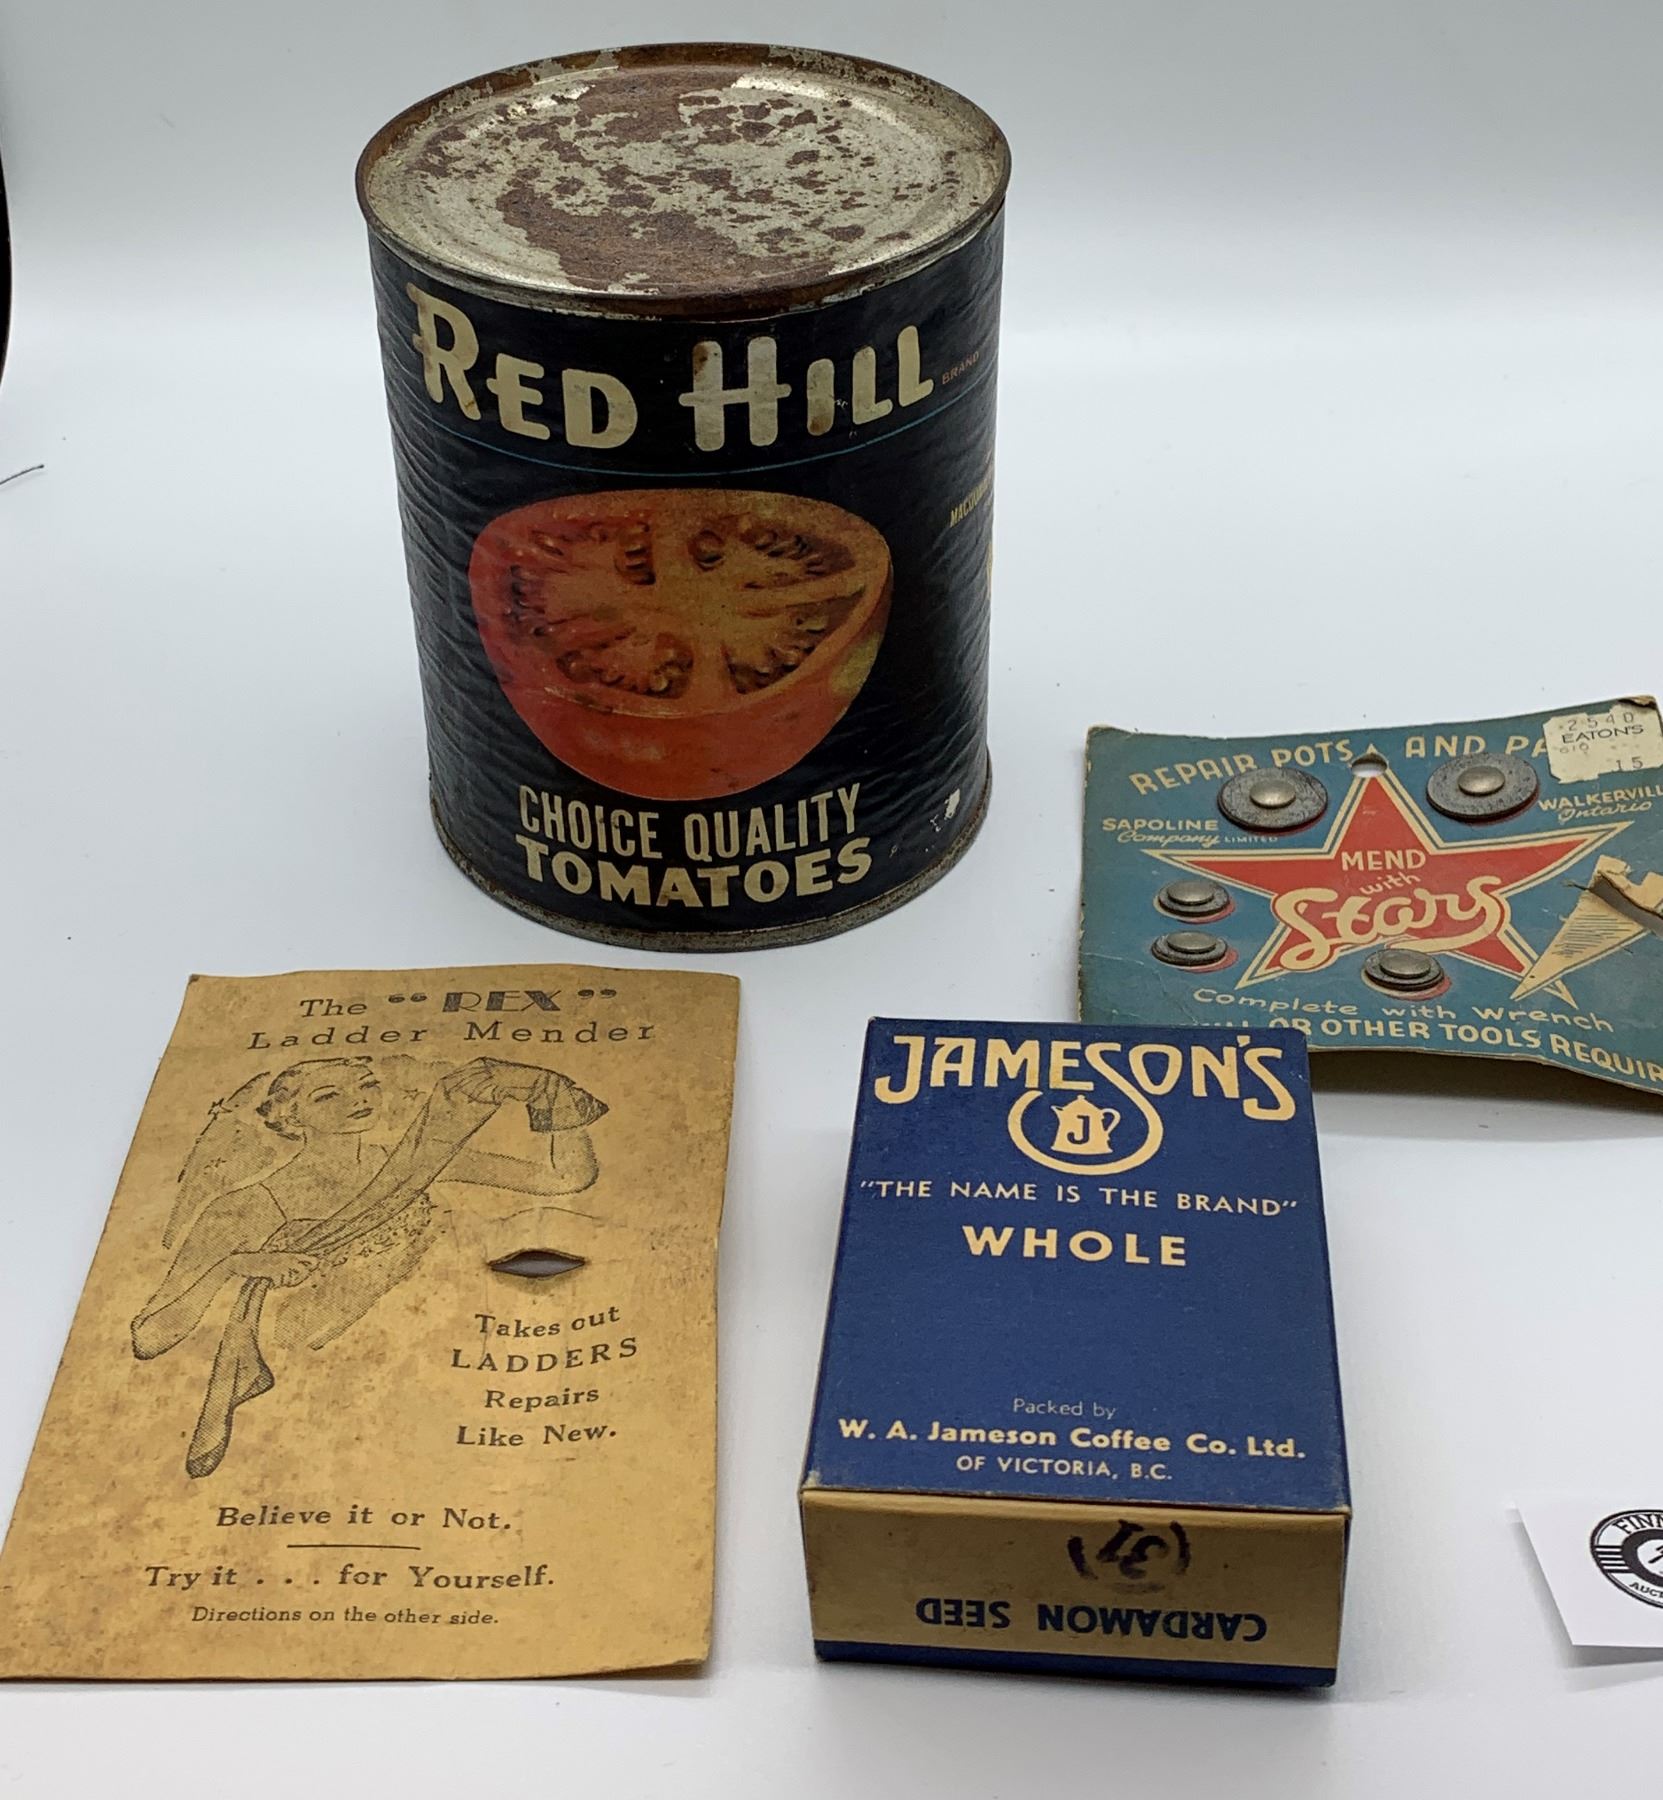 RED HILL
BRAND
CHOICE QUALITY
TOMATOES
2540
EATON'S
15
REPAIR POTS AND
SAPOLINE
Company LIMITED
Ontario
MEND
with
Stars
Complete with Wrench
OR OTHER TOOLS
The "REX"
Ladder Mender
Takes out
LADDERS
Repairs
Like New.
Believe it or Not.
Try it . . . for Yourself.
Directions on the other side.
JAMESON'S
J
"THE NAME IS THE BRAND"
WHOLE
Packed by
W. A. Jameson Coffee Co. Ltd.
OF VICTORIA, B.C.
(37)
CARDAMON SEED